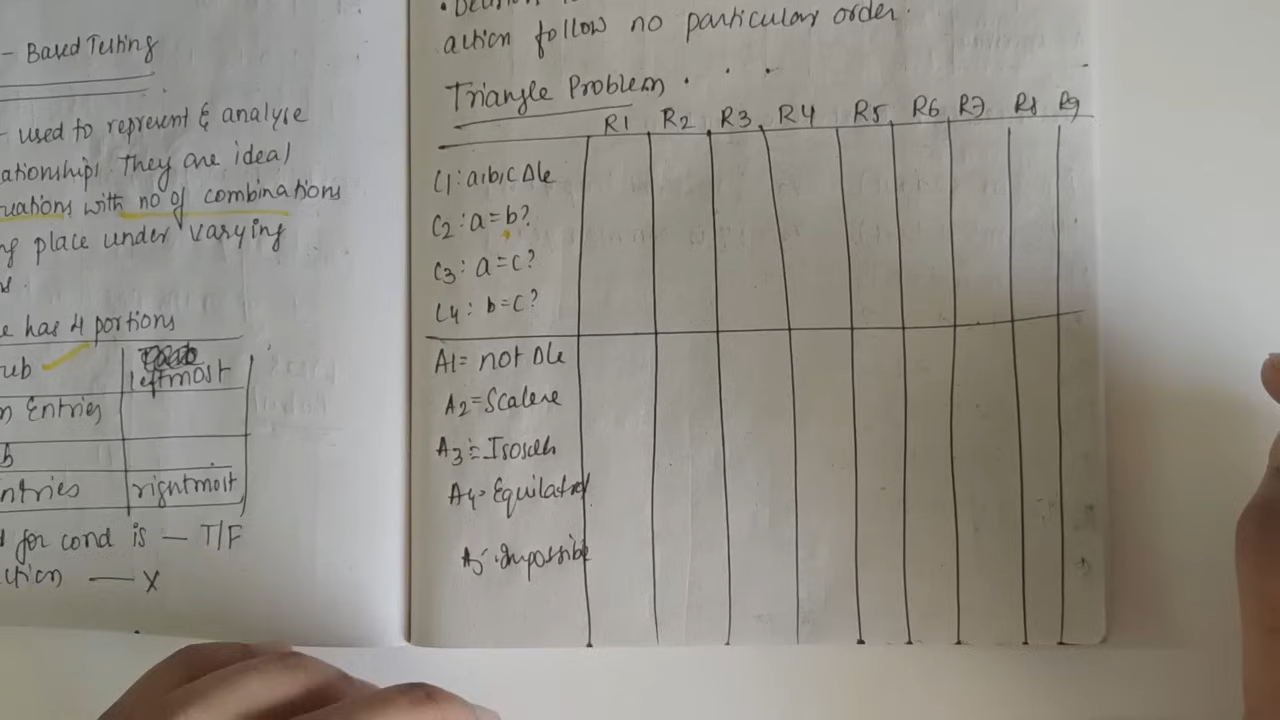 - Based Testing
- used to represent & analyse
ationships. They are ideal
uations with no of combinations
ng place under varying
s.
e has 4 portions
ub leftmost
n Entries
b
ntries rightmost
d for cond is — T/F
ction — X
action follow no particular order.
Triangle Problem
R1 R2 R3 R4 R5 R6 R7 R8 R9
C1: a,b,c Δle
C2: a=b?
C3: a=c?
C4: b=c?
A1= not Δle
A2=Scalene
A3= Isoscels
A4= Equilatral
A5: Impossible